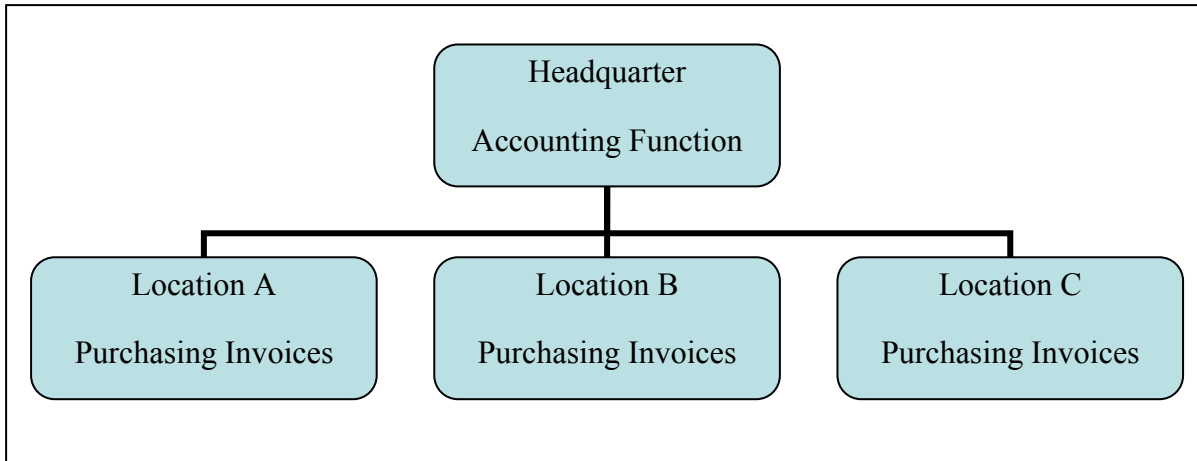 Headquarter
Accounting Function
Location A
Purchasing Invoices
Location B
Purchasing Invoices
Location C
Purchasing Invoices